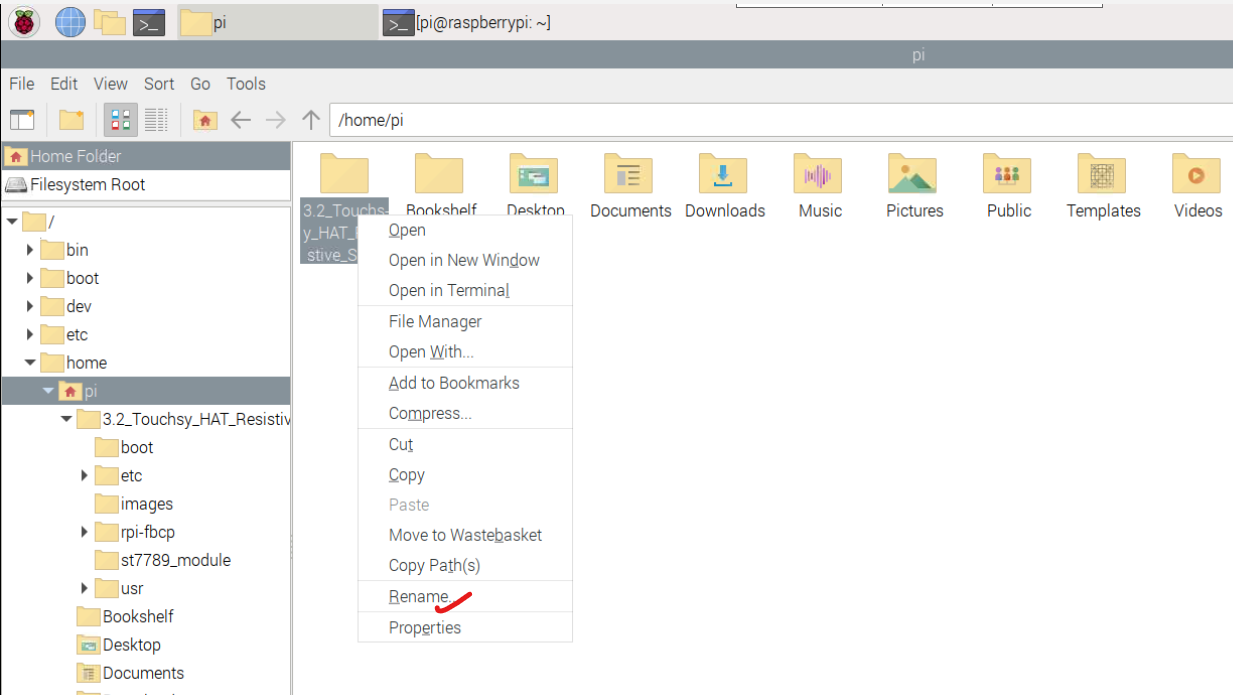 pi
[pi@raspberrypi: ~]
pi
File Edit View Sort Go Tools
/home/pi
Home Folder
Filesystem Root
/
bin
boot
dev
etc
home
pi
3.2_Touchsy_HAT_Resistiv
boot
etc
images
rpi-fbcp
st7789_module
usr
Bookshelf
Desktop
Documents
3.2_Touchs-
y_HAT_
stive_S
Bookshelf
Desktop
Documents
Downloads
Music
Pictures
Public
Templates
Videos
Open
Open in New Window
Open in Terminal
File Manager
Open With...
Add to Bookmarks
Compress...
Cut
Copy
Paste
Move to Wastebasket
Copy Path(s)
Rename...
Properties